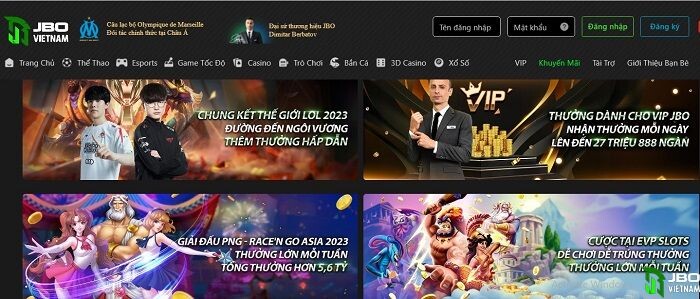 JBO
VIETNAM
Câu lạc bộ Olympique de Marseille
Đối tác chính thức tại Châu Á
Đại sứ thương hiệu JBO
Dimitar Berbatov
Tên đăng nhập
Mật khẩu
Đăng nhập
Đăng ký
Trang Chủ
Thể Thao
Esports
Game Tốc Độ
Casino
Trò Chơi
Bắn Cá
3D Casino
Xổ Số
VIP
Khuyến Mãi
Tài Trợ
Giới Thiệu Bạn Bè
CHUNG KẾT THẾ GIỚI LOL 2023
ĐƯỜNG ĐẾN NGÔI VƯƠNG
THÊM THƯỞNG HẤP DẪN
VIP
THƯỞNG DÀNH CHO VIP JBO
NHẬN THƯỞNG MỖI NGÀY
LÊN ĐẾN 27 TRIỆU 888 NGÀN
GIẢI ĐẤU PNG - RACE'N GO ASIA 2023
THƯỞNG LỚN MỖI TUẦN
TỔNG THƯỞNG HƠN 5,6 TỶ
CƯỢC TẠI EVP SLOTS
DỄ CHƠI DỄ TRÚNG THƯỞNG
THƯỞNG LỚN MỖI TUẦN
JBO
VIETNAM